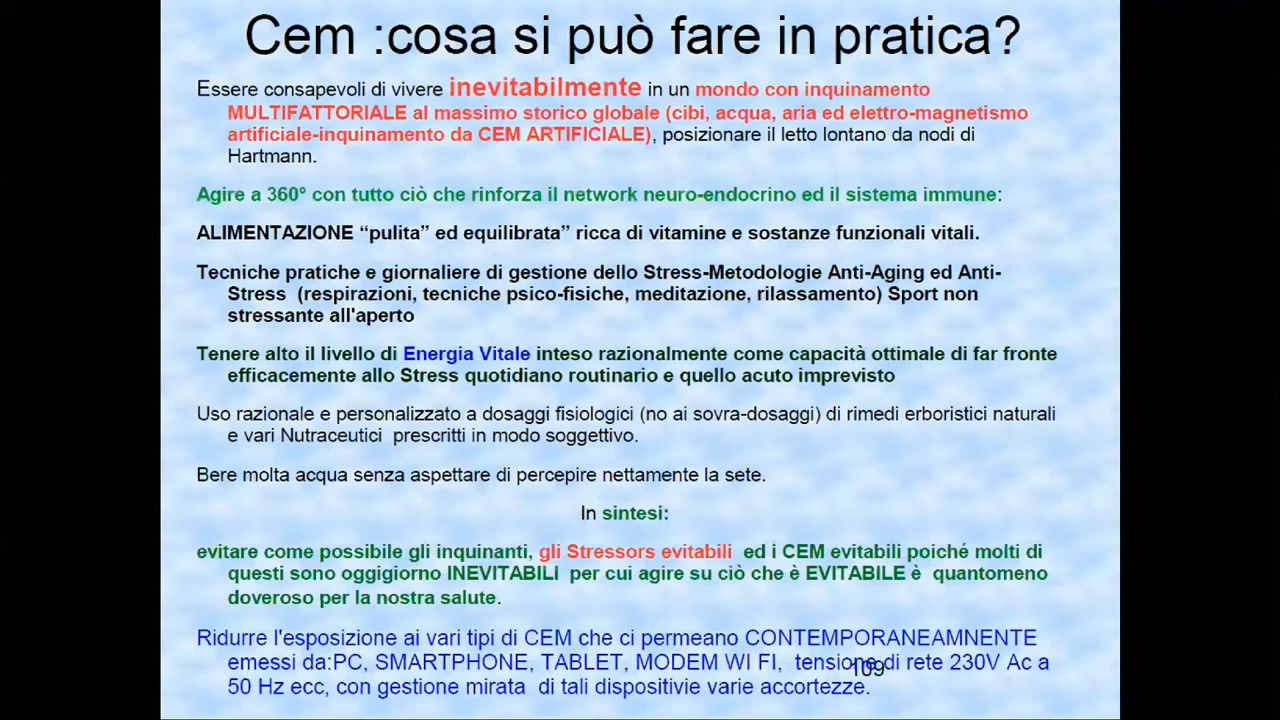 Cem :cosa si può fare in pratica?
Essere consapevoli di vivere inevitabilmente in un mondo con inquinamento
MULTIFATTORIALE al massimo storico globale (cibi, acqua, aria ed elettro-magnetismo
artificiale-inquinamento da CEM ARTIFICIALE), posizionare il letto lontano da nodi di
Hartmann.
Agire a 360° con tutto ciò che rinforza il network neuro-endocrino ed il sistema immune:
ALIMENTAZIONE “pulita” ed equilibrata” ricca di vitamine e sostanze funzionali vitali.
Tecniche pratiche e giornaliere di gestione dello Stress-Metodologie Anti-Aging ed Anti-
Stress (respirazioni, tecniche psico-fisiche, meditazione, rilassamento) Sport non
stressante all'aperto
Tenere alto il livello di Energia Vitale inteso razionalmente come capacità ottimale di far fronte
efficacemente allo Stress quotidiano routinario e quello acuto imprevisto
Uso razionale e personalizzato a dosaggi fisiologici (no ai sovra-dosaggi) di rimedi erboristici naturali
e vari Nutraceutici prescritti in modo soggettivo.
Bere molta acqua senza aspettare di percepire nettamente la sete.
In sintesi:
evitare come possibile gli inquinanti, gli Stressors evitabili ed i CEM evitabili poiché molti di
questi sono oggigiorno INEVITABILI per cui agire su ciò che è EVITABILE è quantomeno
doveroso per la nostra salute.
Ridurre l'esposizione ai vari tipi di CEM che ci permeano CONTEMPORANEAMNENTE
emessi da:PC, SMARTPHONE, TABLET, MODEM WI FI, tensione di rete 230V Ac a
50 Hz ecc, con gestione mirata di tali dispositivie varie accortezze.
109